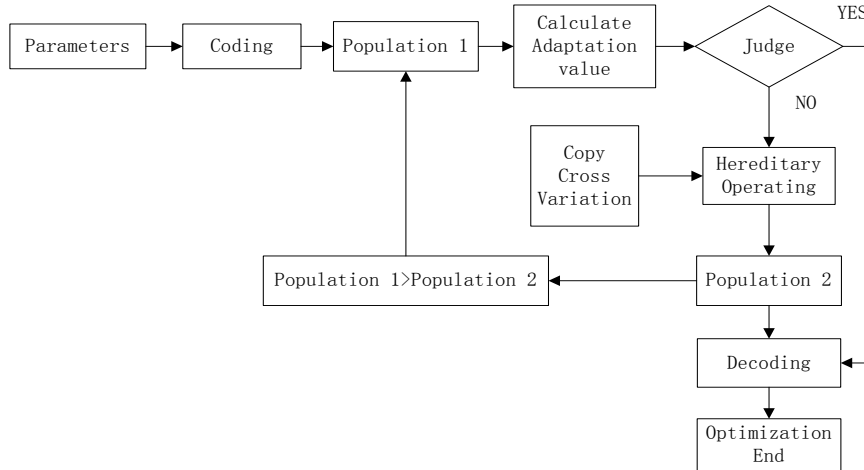 Parameters
Coding
Population 1
Calculate
Adaptation
value
Judge
YES
NO
Copy
Cross
Variation
Hereditary
Operating
Population 1>Population 2
Population 2
Decoding
Optimization
End